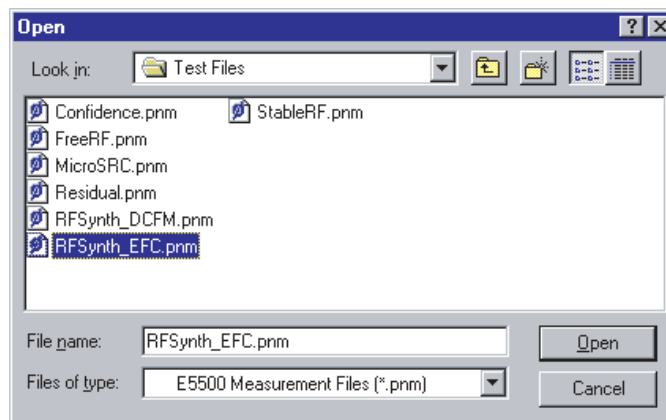 Open
Look in: Test Files
Confidence.pnm StableRF.pnm
FreeRF.pnm
MicroSRC.pnm
Residual.pnm
RFSynth_DCFM.pnm
RFSynth_EFC.pnm
File name: RFSynth_EFC.pnm Open
Files of type: E5500 Measurement Files (*.pnm) Cancel